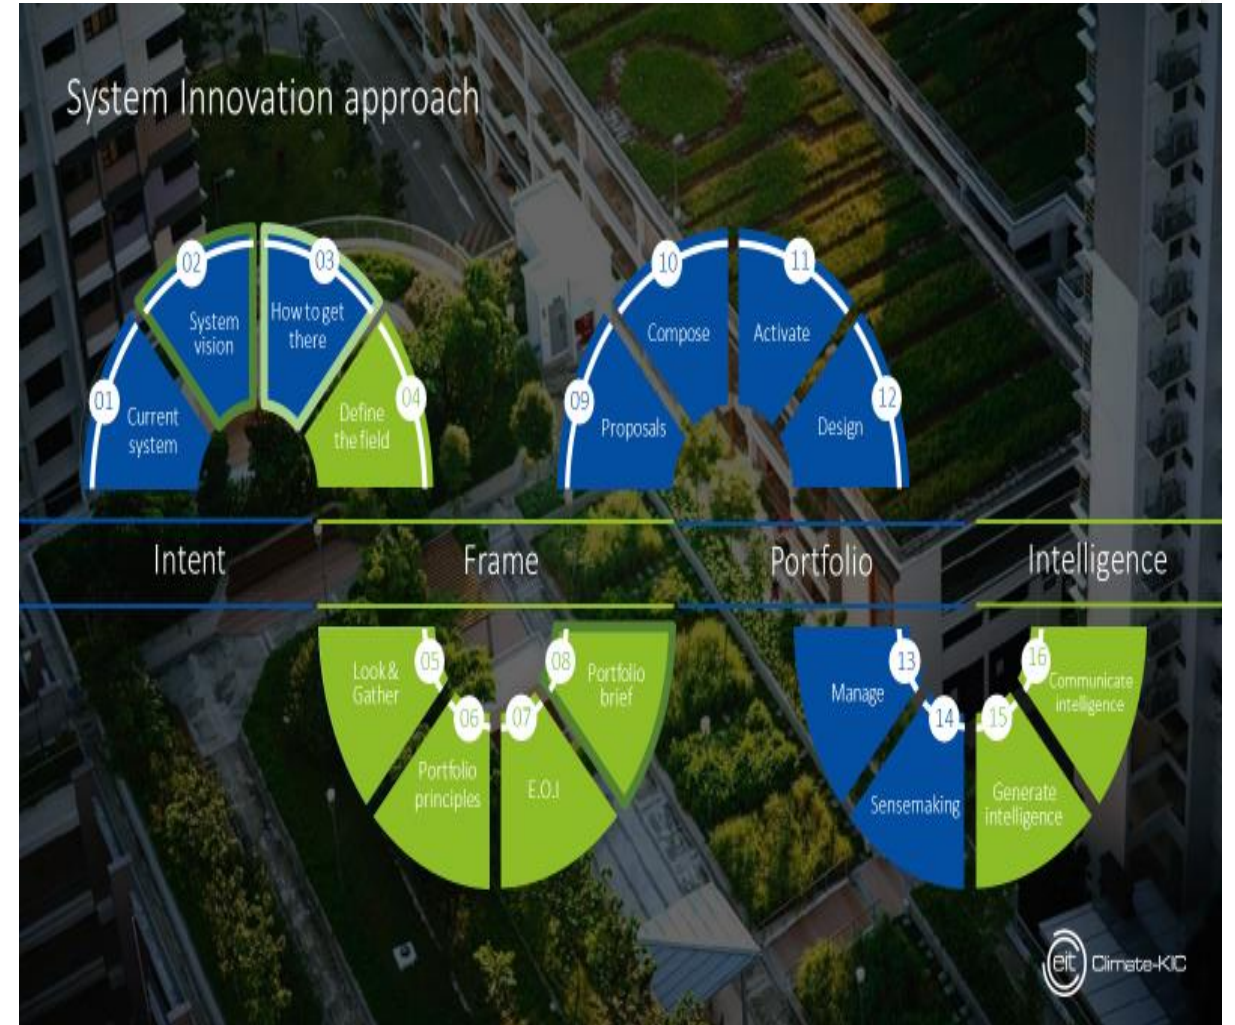 System Innovation approach
01
Current
system
02
System
vision
03
How to get
there
04
Define
the field
09
Proposals
10
Compose
11
Activate
12
Design
Intent
Frame
Portfolio
Intelligence
05
Look &
Gather
06
Portfolio
principles
07
E.O.I
08
Portfolio
brief
13
Manage
14
Sensemaking
15
Generate
intelligence
16
Communicate
intelligence
eit Climate-KIC